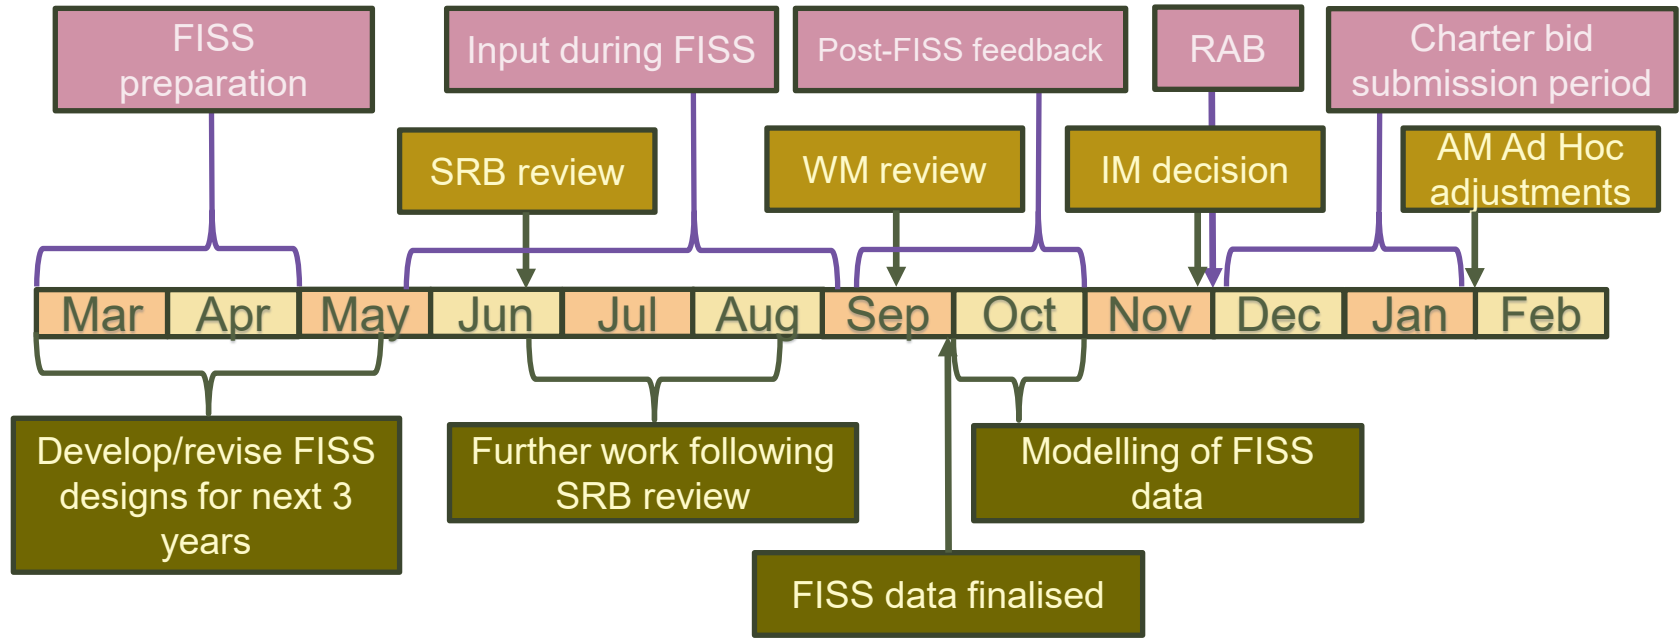 FISS
preparation
Input during FISS
Post-FISS feedback
RAB
Charter bid
submission period
SRB review
WM review
IM decision
AM Ad Hoc
adjustments
Mar Apr May Jun Jul Aug Sep Oct Nov Dec Jan Feb
Develop/revise FISS
designs for next 3
years
Further work following
SRB review
Modelling of FISS
data
FISS data finalised